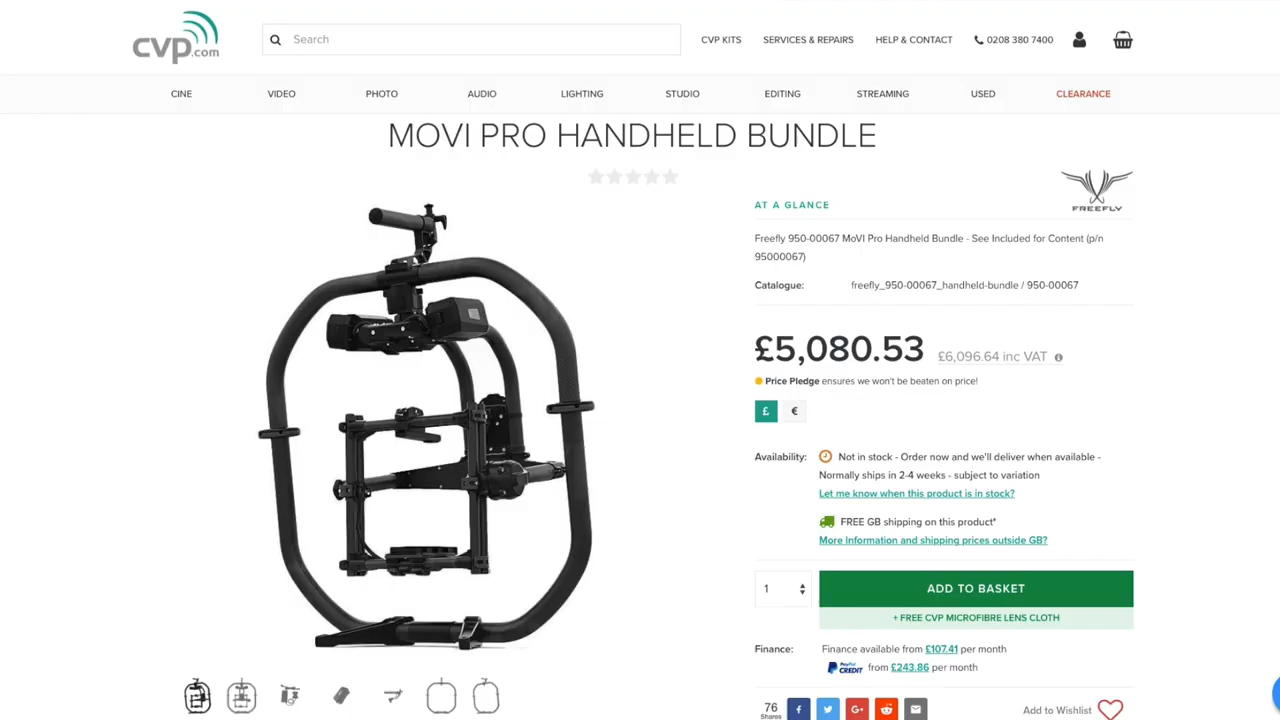 cvp.com
Search
CVP KITS
SERVICES & REPAIRS
HELP & CONTACT
0208 380 7400
CINE
VIDEO
PHOTO
AUDIO
LIGHTING
STUDIO
EDITING
STREAMING
USED
CLEARANCE
MOVI PRO HANDHELD BUNDLE
FREEFLY
AT A GLANCE
Freefly 950-00067 MoVI Pro Handheld Bundle - See Included for Content (p/n
95000067)
Catalogue: freefly_950-00067_handheld-bundle / 950-00067
£5,080.53 £6,096.64 inc VAT
Price Pledge ensures we won't be beaten on price!
£ €
Availability: Not in stock - Order now and we'll deliver when available -
Normally ships in 2-4 weeks - subject to variation
Let me know when this product is in stock?
FREE GB shipping on this product*
More Information and shipping prices outside GB?
1 ADD TO BASKET
+ FREE CVP MICROFIBRE LENS CLOTH
Finance: Finance available from £107.41 per month
PayPal CREDIT from £243.86 per month
76
Shares
Add to Wishlist